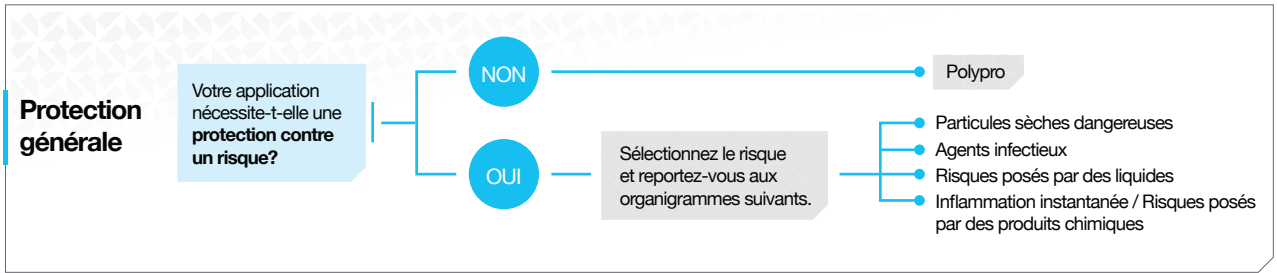 Protection
générale
Votre application
nécessite-t-elle une
protection contre
un risque?
NON
Polypro
OUI
Sélectionnez le risque
et reportez-vous aux
organigrammes suivants.
Particules sèches dangereuses
Agents infectieux
Risques posés par des liquides
Inflammation instantanée / Risques posés
par des produits chimiques